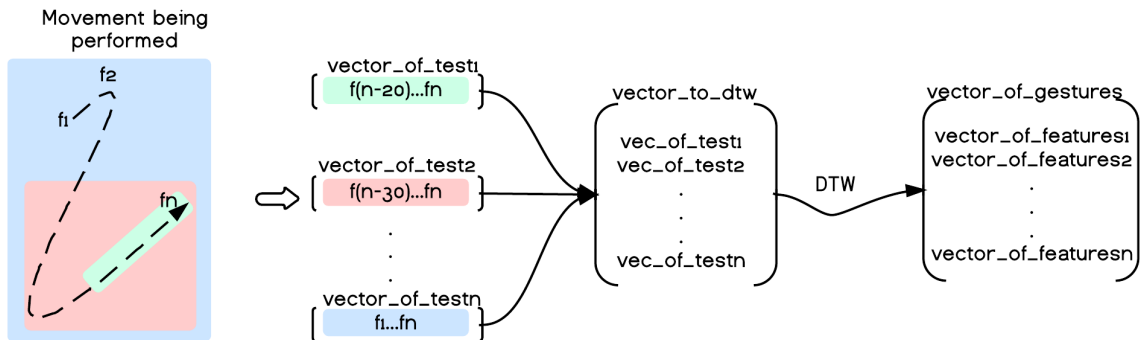 Movement being
performed
f2
f1
fn
vector_of_test1
f(n-20)...fn
vector_of_test2
f(n-30)...fn
.
.
.
vector_of_testn
f1...fn
vector_to_dtw
vec_of_test1
vec_of_test2
.
.
.
vec_of_testn
DTW
vector_of_gestures
vector_of_features1
vector_of_features2
.
.
.
vector_of_featuresn